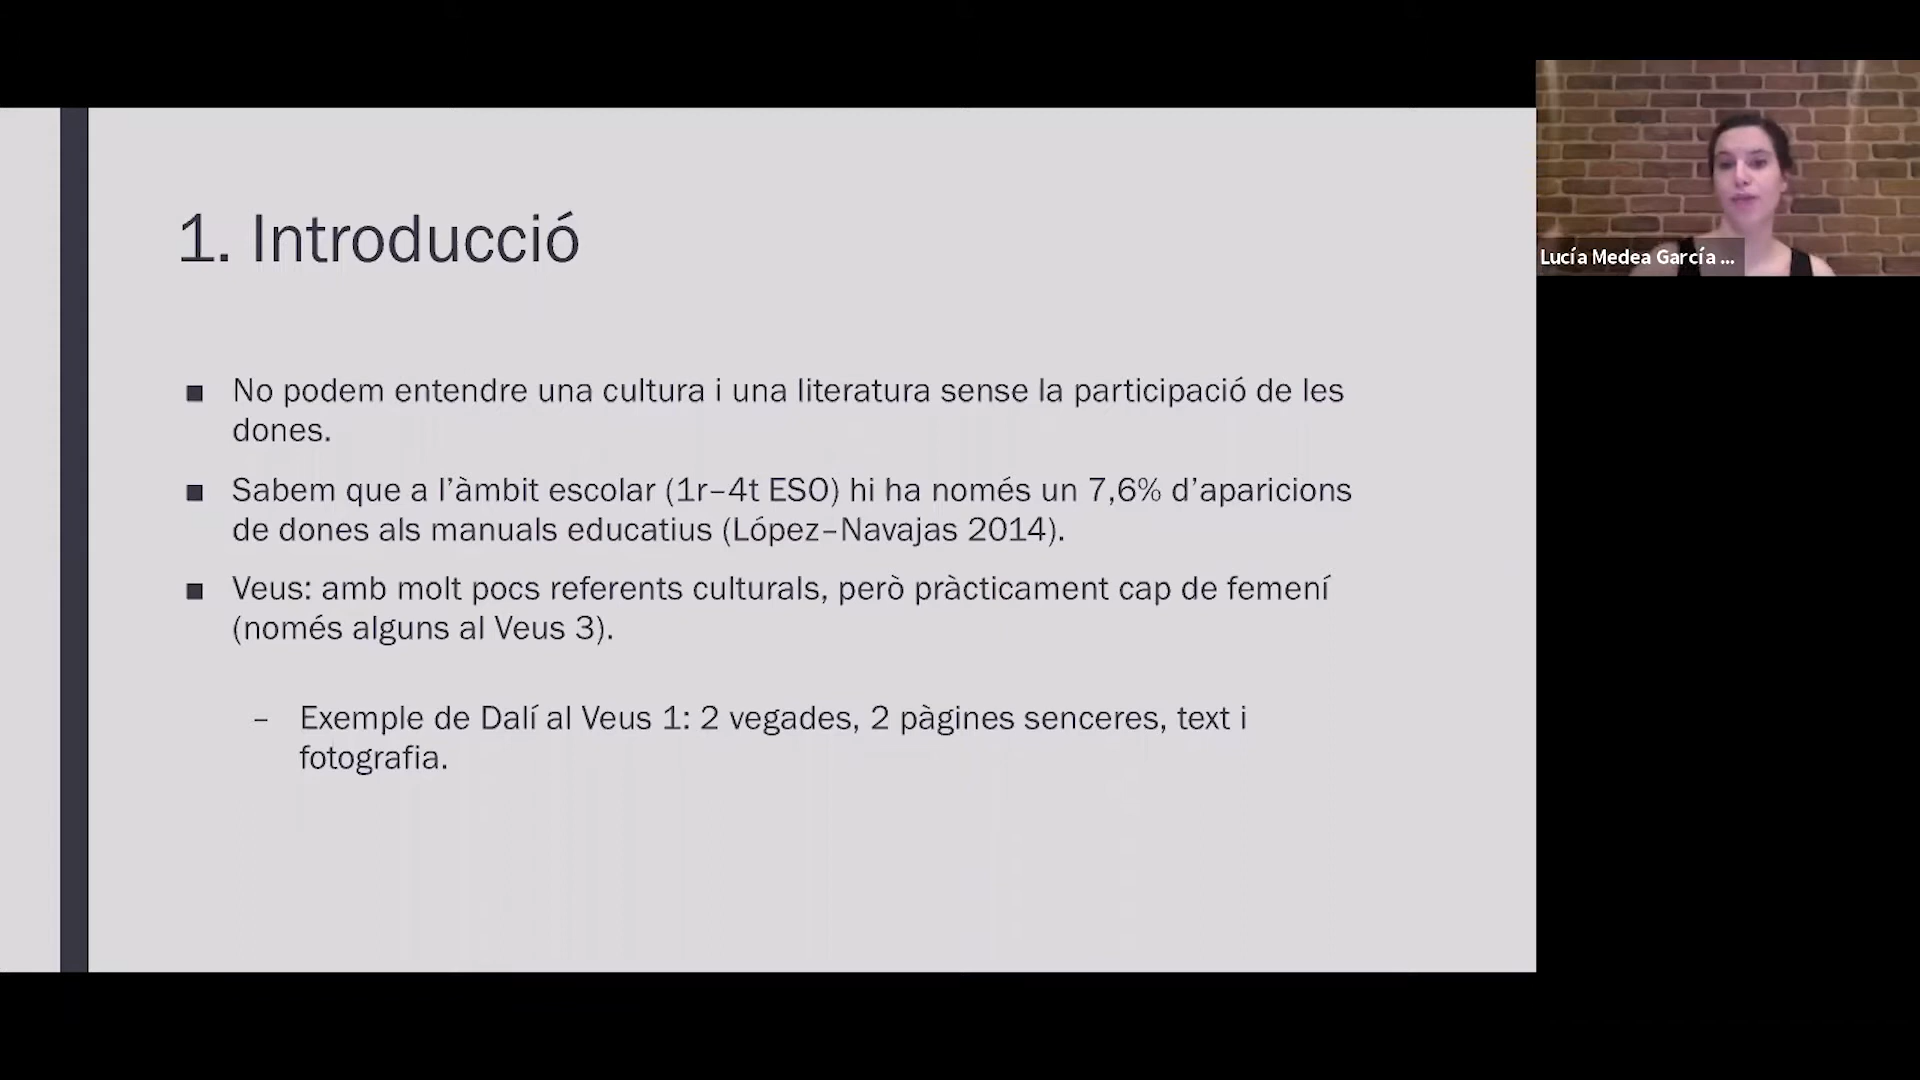 1. Introducció
■ No podem entendre una cultura i una literatura sense la participació de les
dones.
■ Sabem que a l’àmbit escolar (1r–4t ESO) hi ha només un 7,6% d’aparicions
de dones als manuals educatius (López–Navajas 2014).
■ Veus: amb molt pocs referents culturals, però pràcticament cap de femení
(només alguns al Veus 3).
– Exemple de Dalí al Veus 1: 2 vegades, 2 pàgines senceres, text i
fotografia.
Lucía Medea García ...